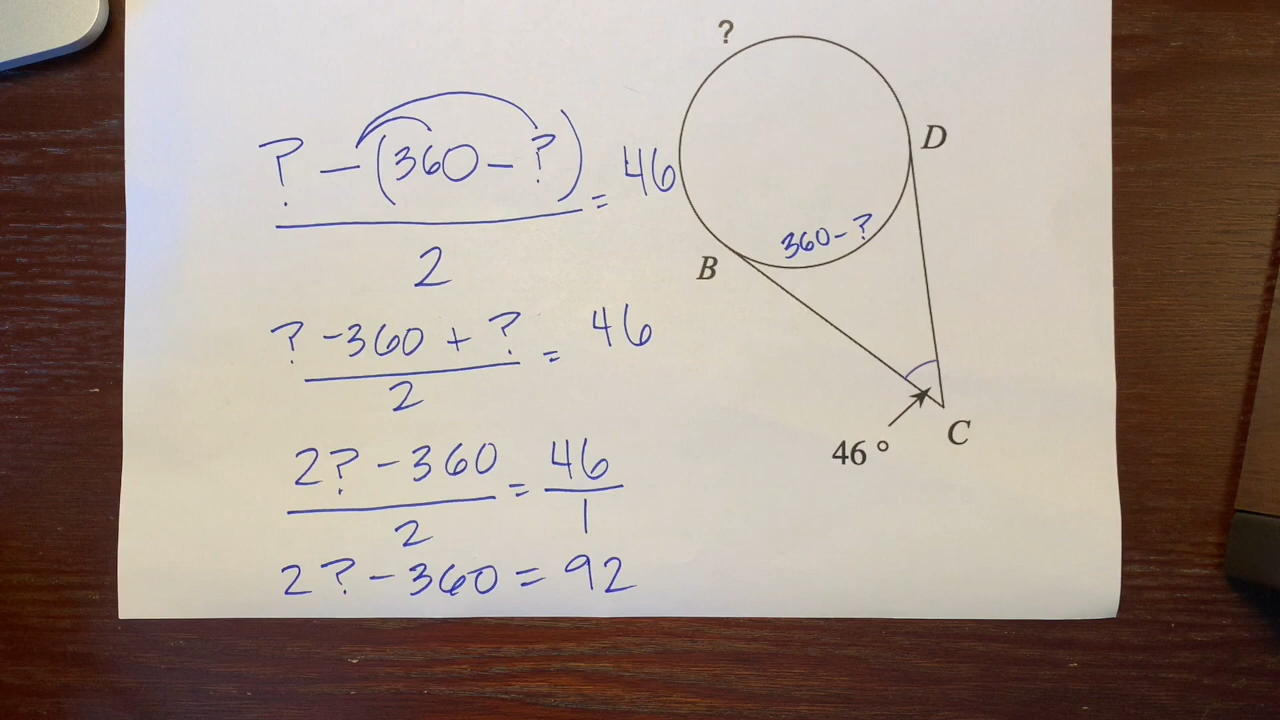 ? - (360 - ?) = 46
2
? - 360 + ? = 46
2
2? - 360 = 46
2 1
2? - 360 = 92
?
D
360 - ?
B
C
46°